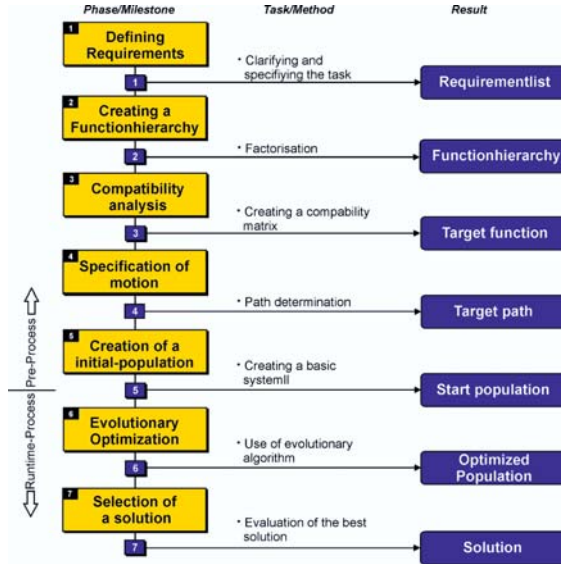 Phase/Milestone Task/Method Result
1
Defining
Requirements
• Clarifying and
specifiying the task
1
Requirementlist
2
Creating a
Functionhierarchy
• Factorisation
2
Functionhierarchy
3
Compatibility
analysis
• Creating a compability
matrix
3
Target function
4
Specification of
motion
• Path determination
4
Target path
5
Creation of a
initial-population
• Creating a basic
systemII
5
Start population
6
Evolutionary
Optimization
• Use of evolutionary
algorithm
6
Optimized
Population
7
Selection of
a solution
• Evaluation of the best
solution
7
Solution
Pre-Process
Runtime-Process